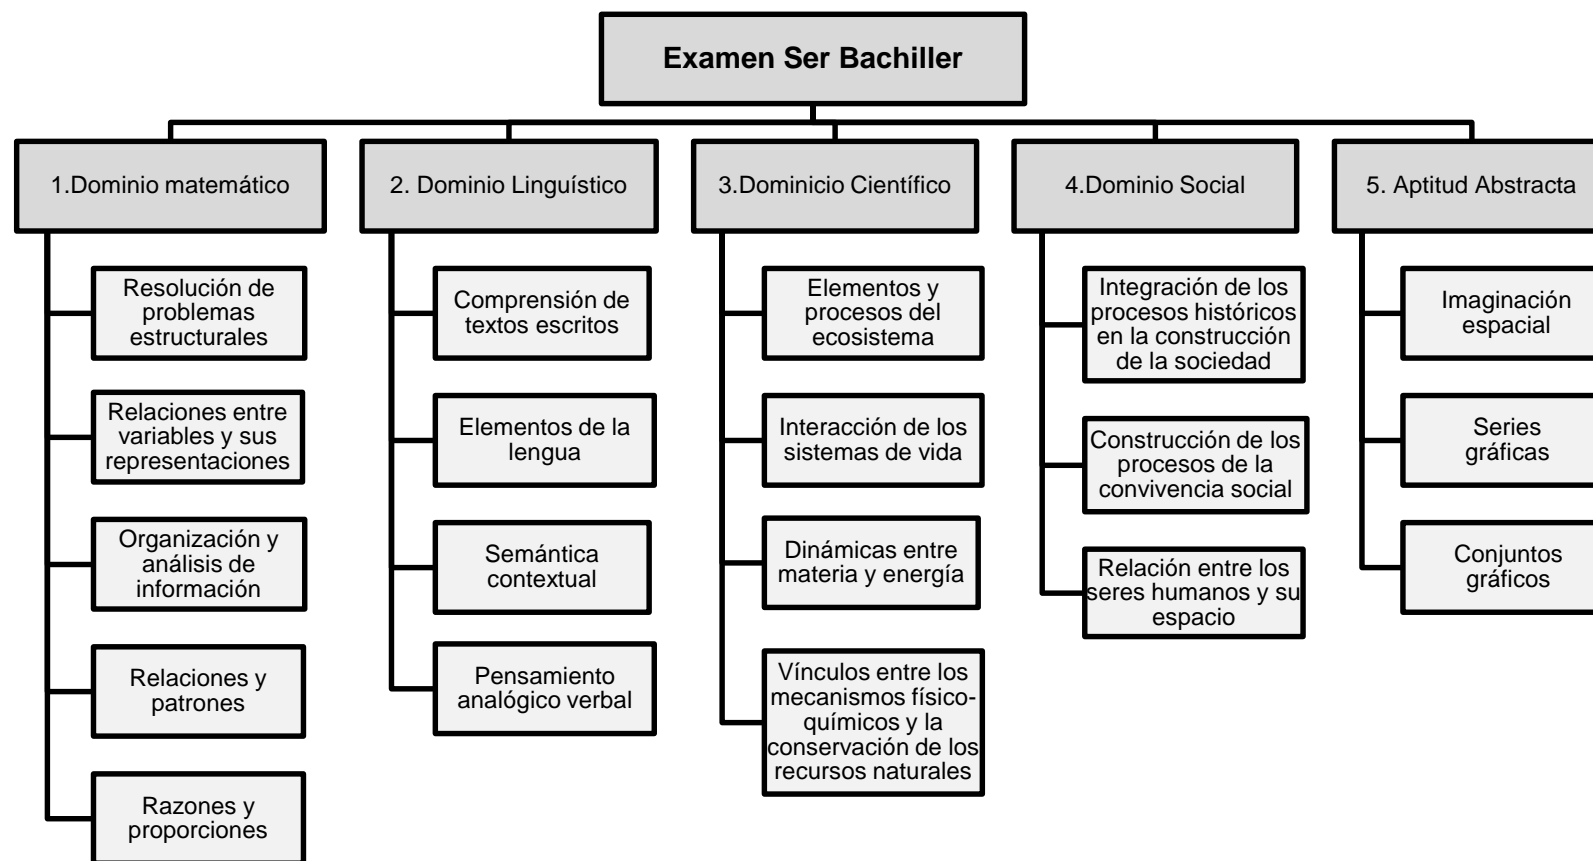 Examen Ser Bachiller
1.Dominio matemático
Resolución de
problemas
estructurales
Relaciones entre
variables y sus
representaciones
Organización y
análisis de
información
Relaciones y
patrones
Razones y
proporciones
2. Dominio Linguístico
Comprensión de
textos escritos
Elementos de la
lengua
Semántica
contextual
Pensamiento
analógico verbal
3.Dominicio Científico
Elementos y
procesos del
ecosistema
Interacción de los
sistemas de vida
Dinámicas entre
materia y energía
Vínculos entre los
mecanismos físico-
químicos y la
conservación de los
recursos naturales
4.Dominio Social
Integración de los
procesos históricos
en la construcción
de la sociedad
Construcción de los
procesos de la
convivencia social
Relación entre los
seres humanos y su
espacio
5. Aptitud Abstracta
Imaginación
espacial
Series
gráficas
Conjuntos
gráficos